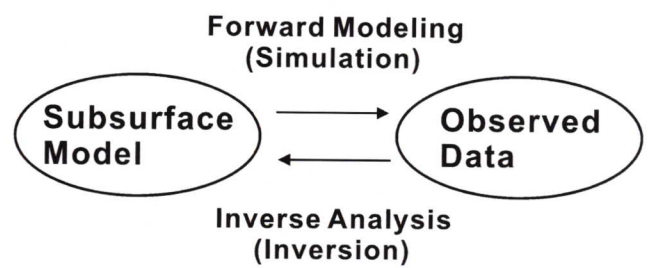 Forward Modeling
(Simulation)
Subsurface
Model
Observed
Data
Inverse Analysis
(Inversion)